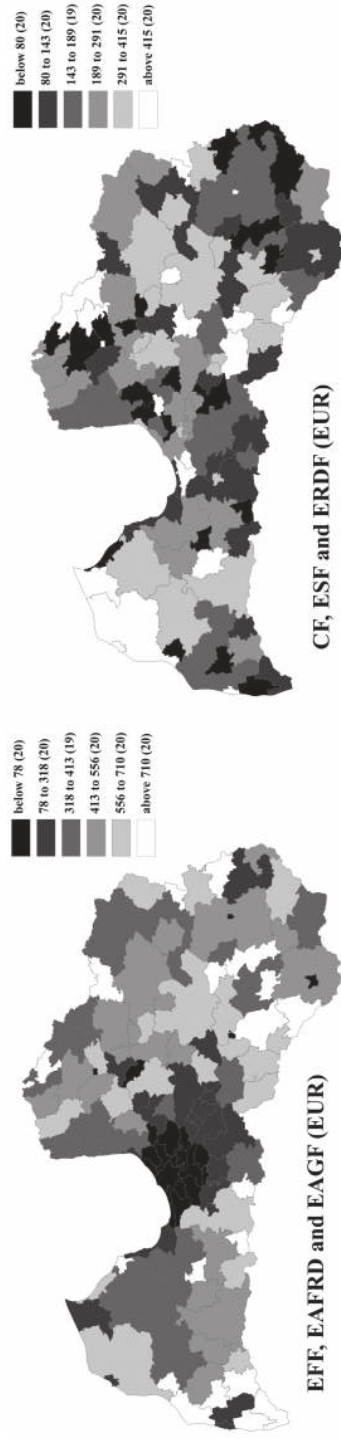 below 78 (20)
78 to 318 (20)
318 to 413 (19)
413 to 556 (20)
556 to 710 (20)
above 710 (20)
EFF, EAFRD and EAGF (EUR)
below 80 (20)
80 to 143 (20)
143 to 189 (19)
189 to 291 (20)
291 to 415 (20)
above 415 (20)
CF, ESF and ERDF (EUR)